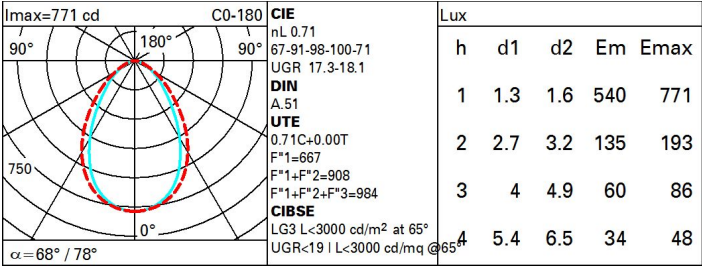 Imax=771 cd C0-180
90° 180° 90°
750
0°
α=68° / 78°
CIE
nL 0.71
67-91-98-100-71
UGR 17.3-18.1
DIN
A.51
UTE
0.71C+0.00T
F"1=667
F"1+F"2=908
F"1+F"2+F"3=984
CIBSE
LG3 L<3000 cd/m² at 65°
UGR<19 | L<3000 cd/mq @65°
Lux
h d1 d2 Em Emax
1 1.3 1.6 540 771
2 2.7 3.2 135 193
3 4 4.9 60 86
4 5.4 6.5 34 48